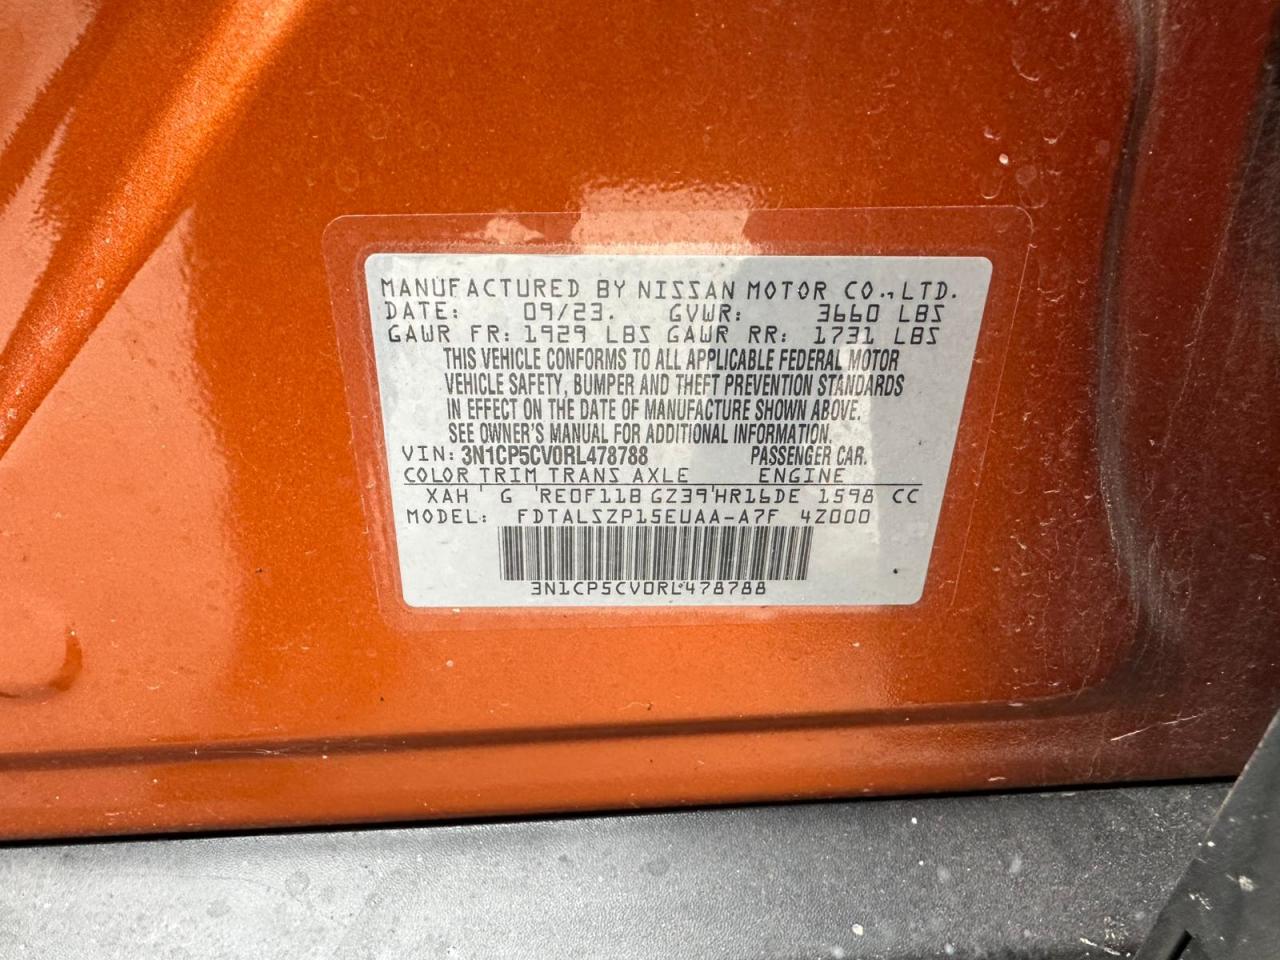 MANUFACTURED BY NISSAN MOTOR CO., LTD.
DATE: 09/23. GVWR: 3660 LBS
GAWR FR: 1929 LBS GAWR RR: 1731 LBS
THIS VEHICLE CONFORMS TO ALL APPLICABLE FEDERAL MOTOR
VEHICLE SAFETY, BUMPER AND THEFT PREVENTION STANDARDS
IN EFFECT ON THE DATE OF MANUFACTURE SHOWN ABOVE.
SEE OWNER'S MANUAL FOR ADDITIONAL INFORMATION.
VIN: 3N1CP5CV0RL478788 PASSENGER CAR.
COLOR TRIM TRANS AXLE ENGINE
XAH G RE0F11B GZ39 HR16DE 1598 CC
MODEL: FDTALSZP15EUAA-A7F 4Z000
3N1CP5CV0RL478788